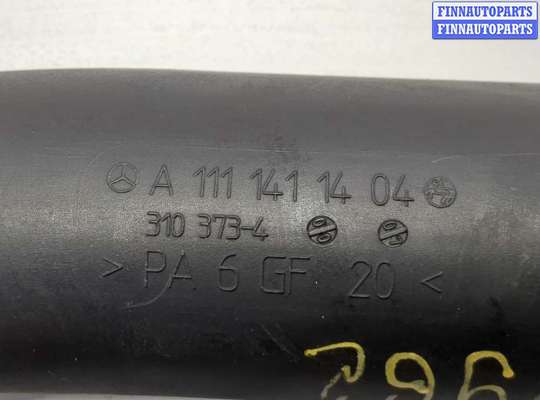 FINNAUTOPARTS
FINNAUTOPARTS
A 111 141 14 04
310 373-4
> PA 6 GF 20 <